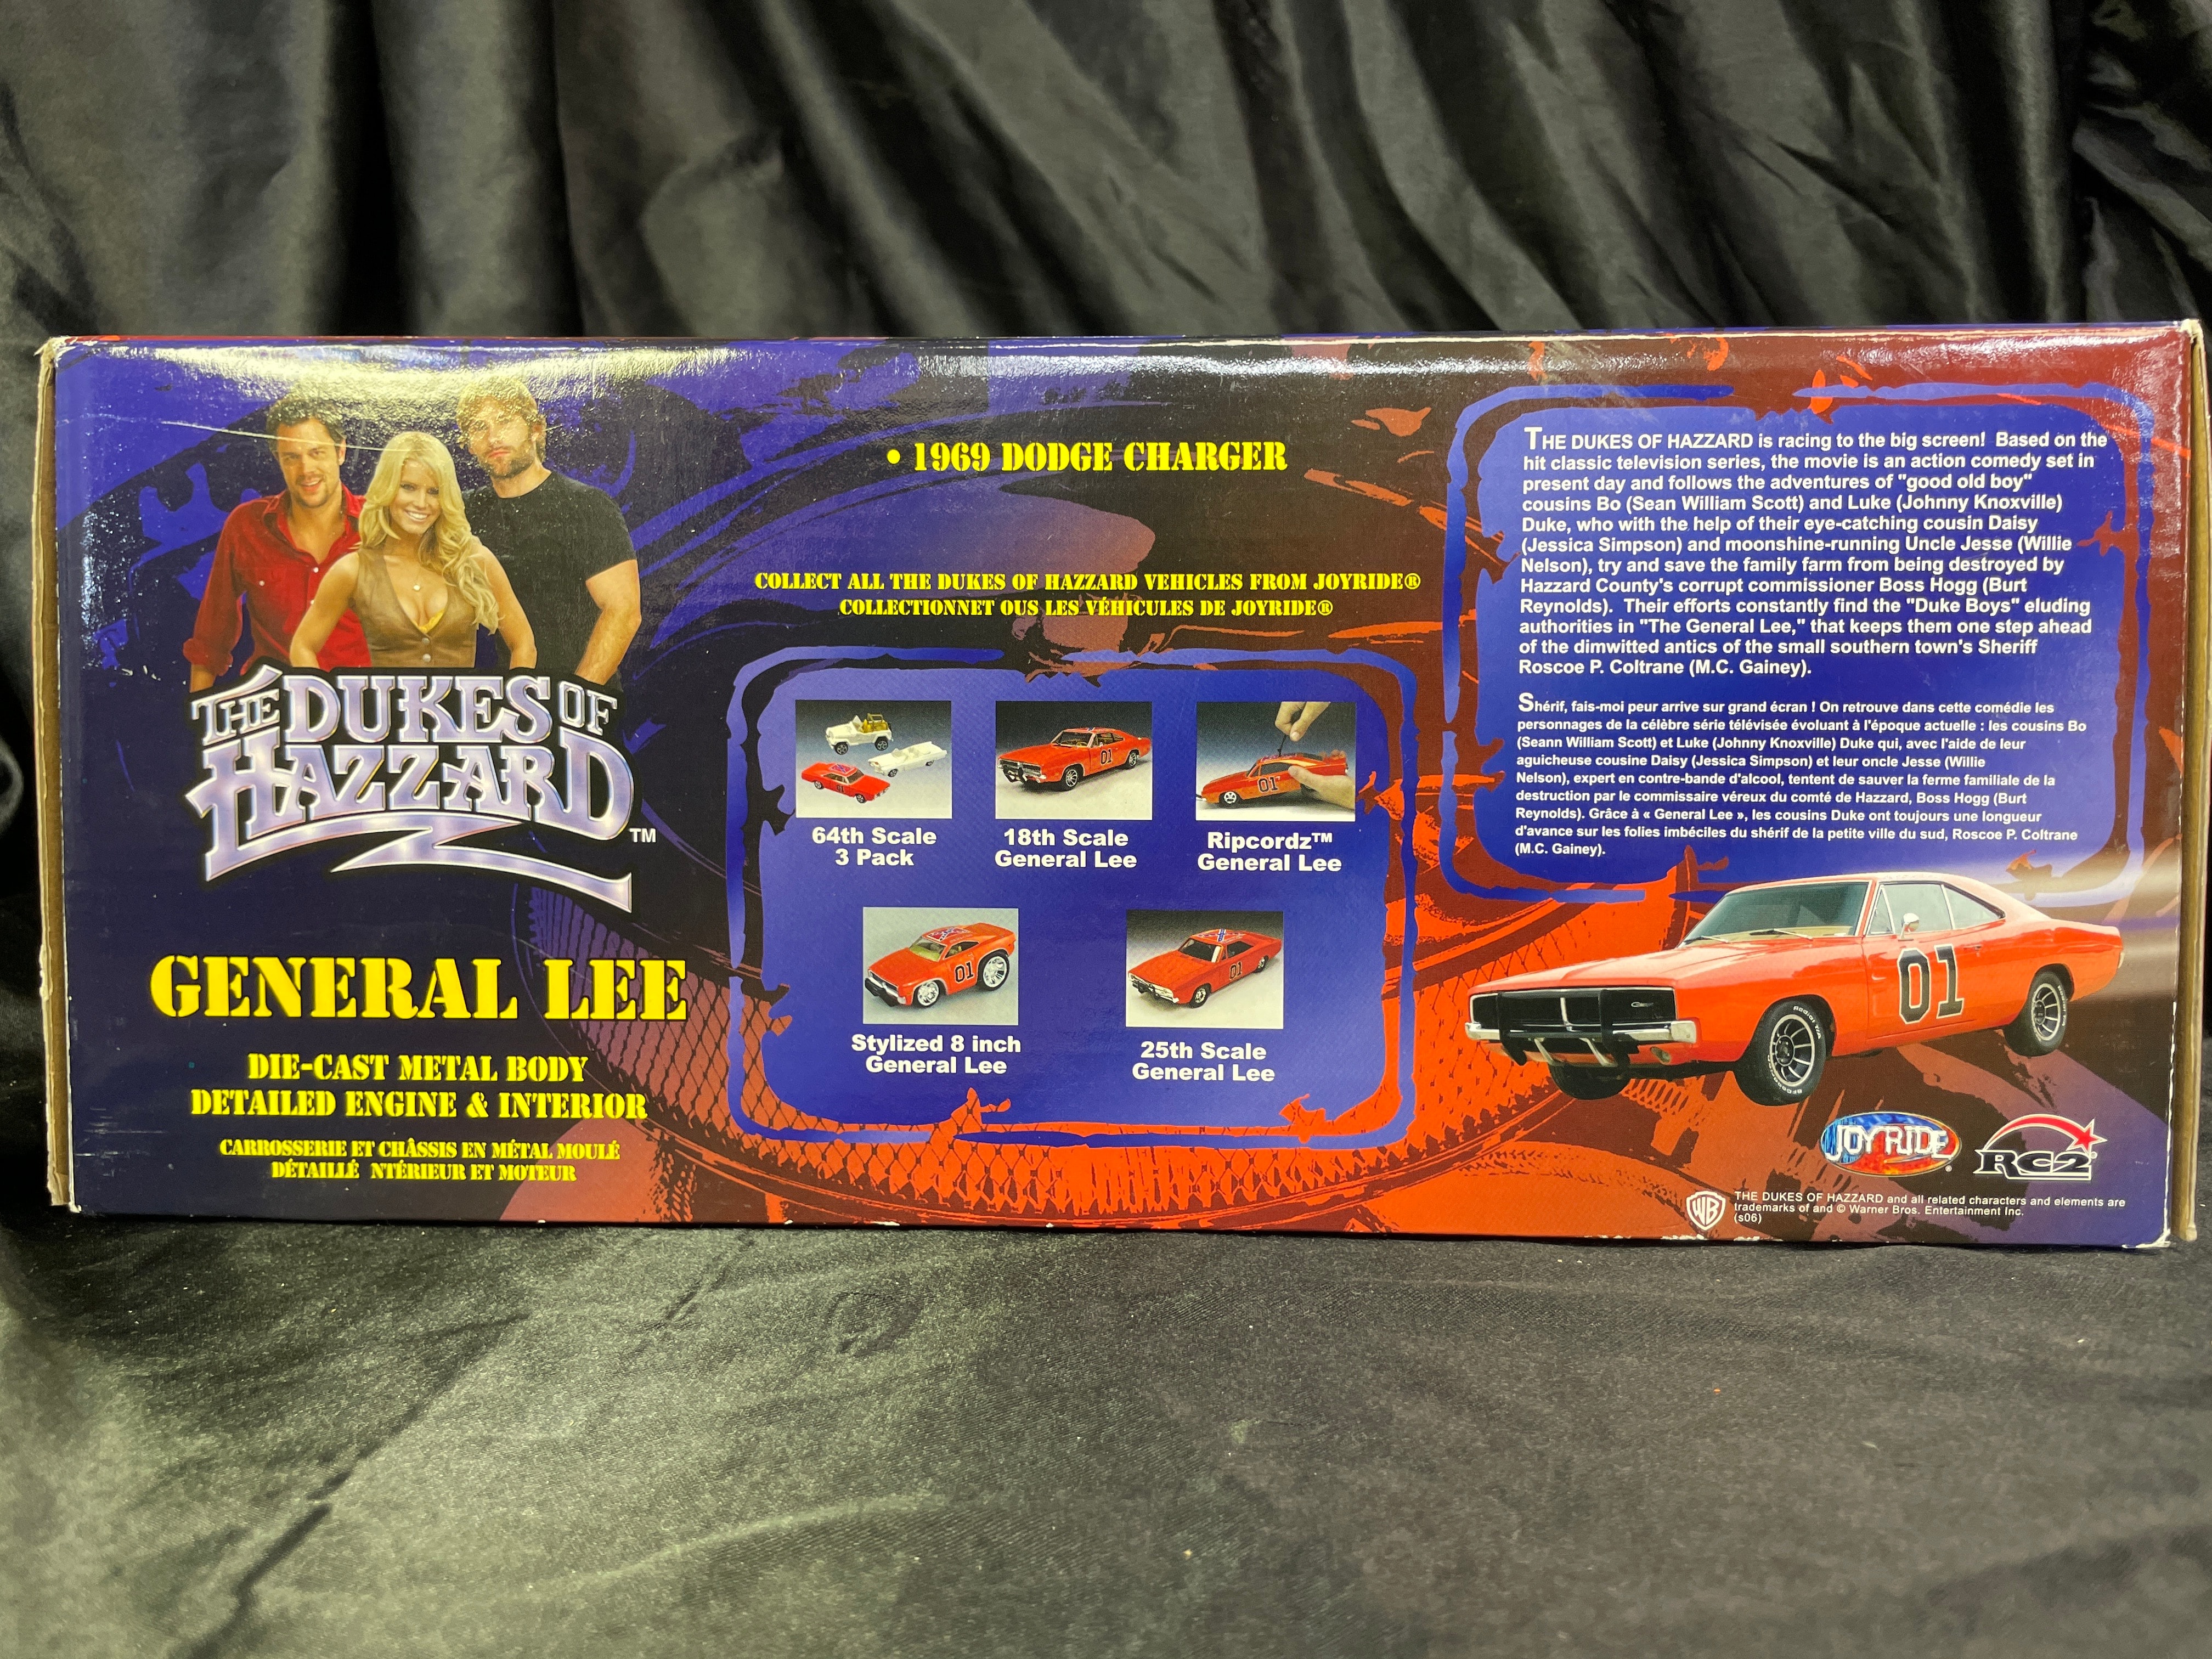 THE DUKES OF
HAZZARD
TM
GENERAL LEE
DIE-CAST METAL BODY
DETAILED ENGINE & INTERIOR
CARROSSERIE ET CHÂSSIS EN MÉTAL MOULÉ
DÉTAILLÉ NTÉRIEUR ET MOTEUR
• 1969 DODGE CHARGER
COLLECT ALL THE DUKES OF HAZZARD VEHICLES FROM JOYRIDE®
COLLECTIONNET OUS LES VÉHICULES DE JOYRIDE®
01
64th Scale
3 Pack
01
18th Scale
General Lee
01
Ripcordz™
General Lee
01
Stylized 8 inch
General Lee
01
25th Scale
General Lee
THE DUKES OF HAZZARD is racing to the big screen! Based on the
hit classic television series, the movie is an action comedy set in
present day and follows the adventures of "good old boy"
cousins Bo (Sean William Scott) and Luke (Johnny Knoxville)
Duke, who with the help of their eye-catching cousin Daisy
(Jessica Simpson) and moonshine-running Uncle Jesse (Willie
Nelson), try and save the family farm from being destroyed by
Hazzard County's corrupt commissioner Boss Hogg (Burt
Reynolds). Their efforts constantly find the "Duke Boys" eluding
authorities in "The General Lee," that keeps them one step ahead
of the dimwitted antics of the small southern town's Sheriff
Roscoe P. Coltrane (M.C. Gainey).
Shérif, fais-moi peur arrive sur grand écran ! On retrouve dans cette comédie les
personnages de la célèbre série télévisée évoluant à l'époque actuelle : les cousins Bo
(Seann William Scott) et Luke (Johnny Knoxville) Duke qui, avec l'aide de leur
aguicheuse cousine Daisy (Jessica Simpson) et leur oncle Jesse (Willie
Nelson), expert en contre-bande d'alcool, tentent de sauver la ferme familiale de la
destruction par le commissaire véreux du comté de Hazzard, Boss Hogg (Burt
Reynolds). Grâce à « General Lee », les cousins Duke ont toujours une longueur
d'avance sur les folies imbéciles du shérif de la petite ville du sud, Roscoe P. Coltrane
(M.C. Gainey).
01
JOYRIDE®
RC2®
WB
THE DUKES OF HAZZARD and all related characters and elements are
trademarks of and © Warner Bros. Entertainment Inc.
(s06)